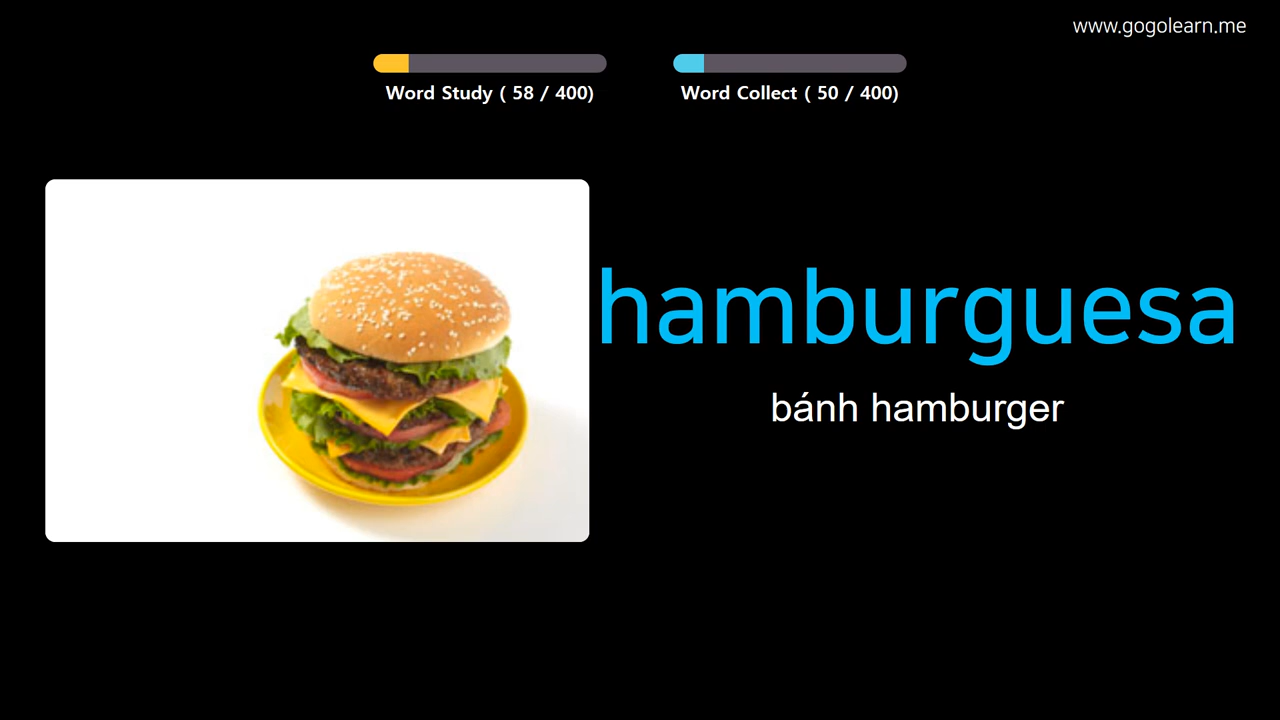 www.gogolearn.me
Word Study ( 58 / 400)
Word Collect ( 50 / 400)
hamburguesa
bánh hamburger